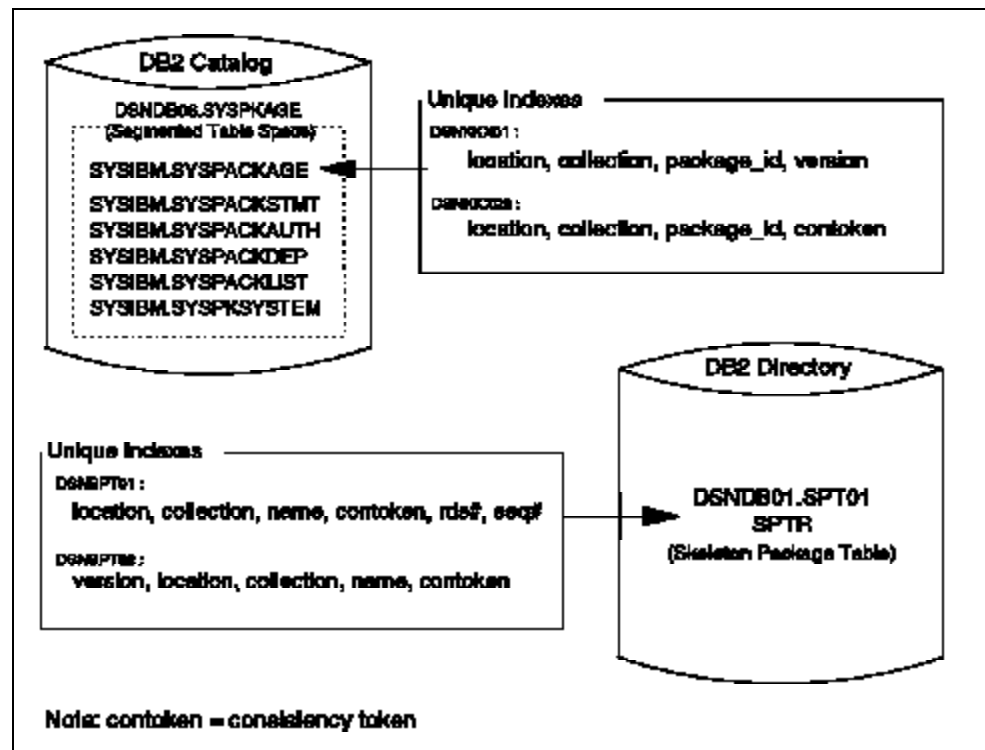 DB2 Catalog
DSNDB06.SYSPKAGE
(Segmented Table Space)
SYSIBM.SYSPACKAGE
SYSIBM.SYSPACKSTMT
SYSIBM.SYSPACKAUTH
SYSIBM.SYSPACKDEP
SYSIBM.SYSPACKLIST
SYSIBM.SYSPKSYSTEM
Unique Indexes
location, collection, package_id, version
location, collection, package_id, contoken
DB2 Directory
DSNDB01.SPT01
SPTR
(Skeleton Package Table)
Unique Indexes
DSNSPT01:
location, collection, name, contoken, rds#, seq#
DSNSPT02:
version, location, collection, name, contoken
Note: contoken = consistency token